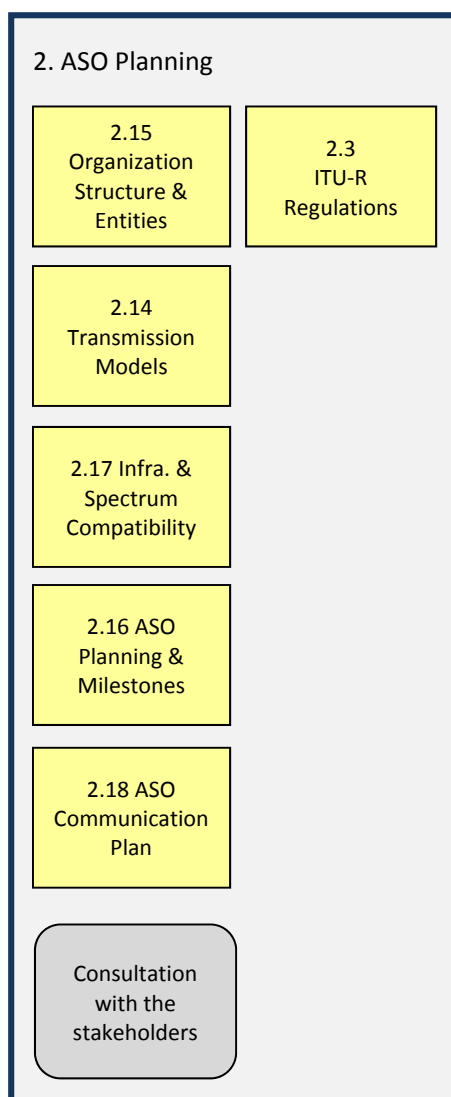 2. ASO Planning
2.15
Organization
Structure &
Entities
2.3
ITU-R
Regulations
2.14
Transmission
Models
2.17 Infra. &
Spectrum
Compatibility
2.16 ASO
Planning &
Milestones
2.18 ASO
Communication
Plan
Consultation
with the
stakeholders